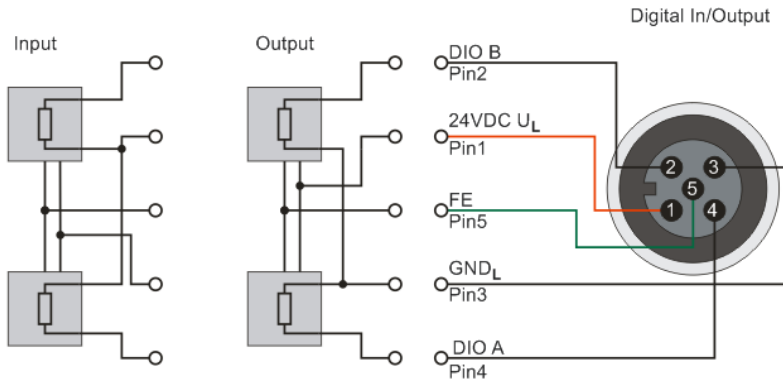 Digital In/Output
Input
Output
DIO B
Pin2
24VDC UL
Pin1
FE
Pin5
GNDL
Pin3
DIO A
Pin4
2
3
5
1
4